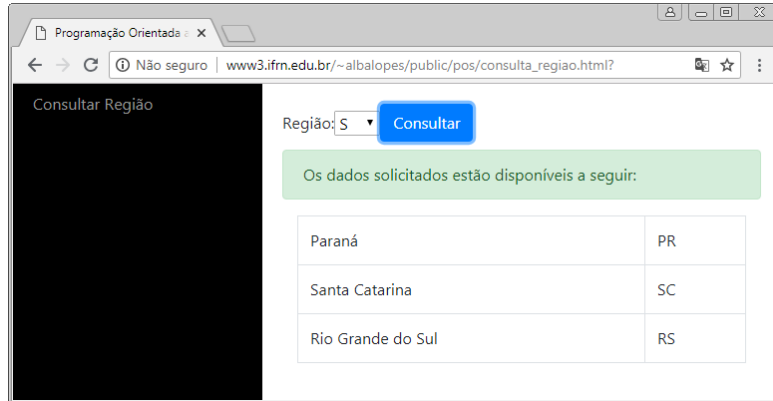 Programação Orientada a
Não seguro | www3.ifrn.edu.br/~albalopes/public/pos/consulta_regiao.html?
Consultar Região
Região: S Consultar
Os dados solicitados estão disponíveis a seguir:
Paraná PR
Santa Catarina SC
Rio Grande do Sul RS